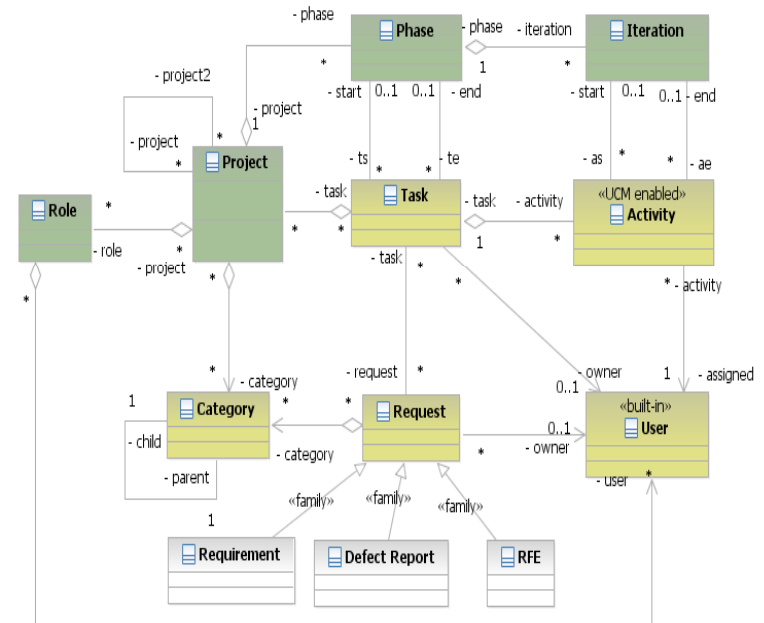 - phase
Phase
- phase
- iteration
Iteration
*
1
*
- project2
- start
0..1
0..1
- end
- start
0..1
0..1
- end
- project
1
- project
*
*
Project
- ts
*
*
- te
- as
*
*
- ae
- task
Task
- task
- activity
«UCM enabled»
Activity
Role
*
- role
*
*
*
1
*
- project
- task
*
*
*
*
* - activity
*
*
- category
- request
*
- owner
0..1
1
- assigned
1
Category
*
*
Request
0..1
«built-in»
User
- child
- category
*
- owner
- parent
- user
*
1
«family»
«family»
«family»
Requirement
Defect Report
RFE